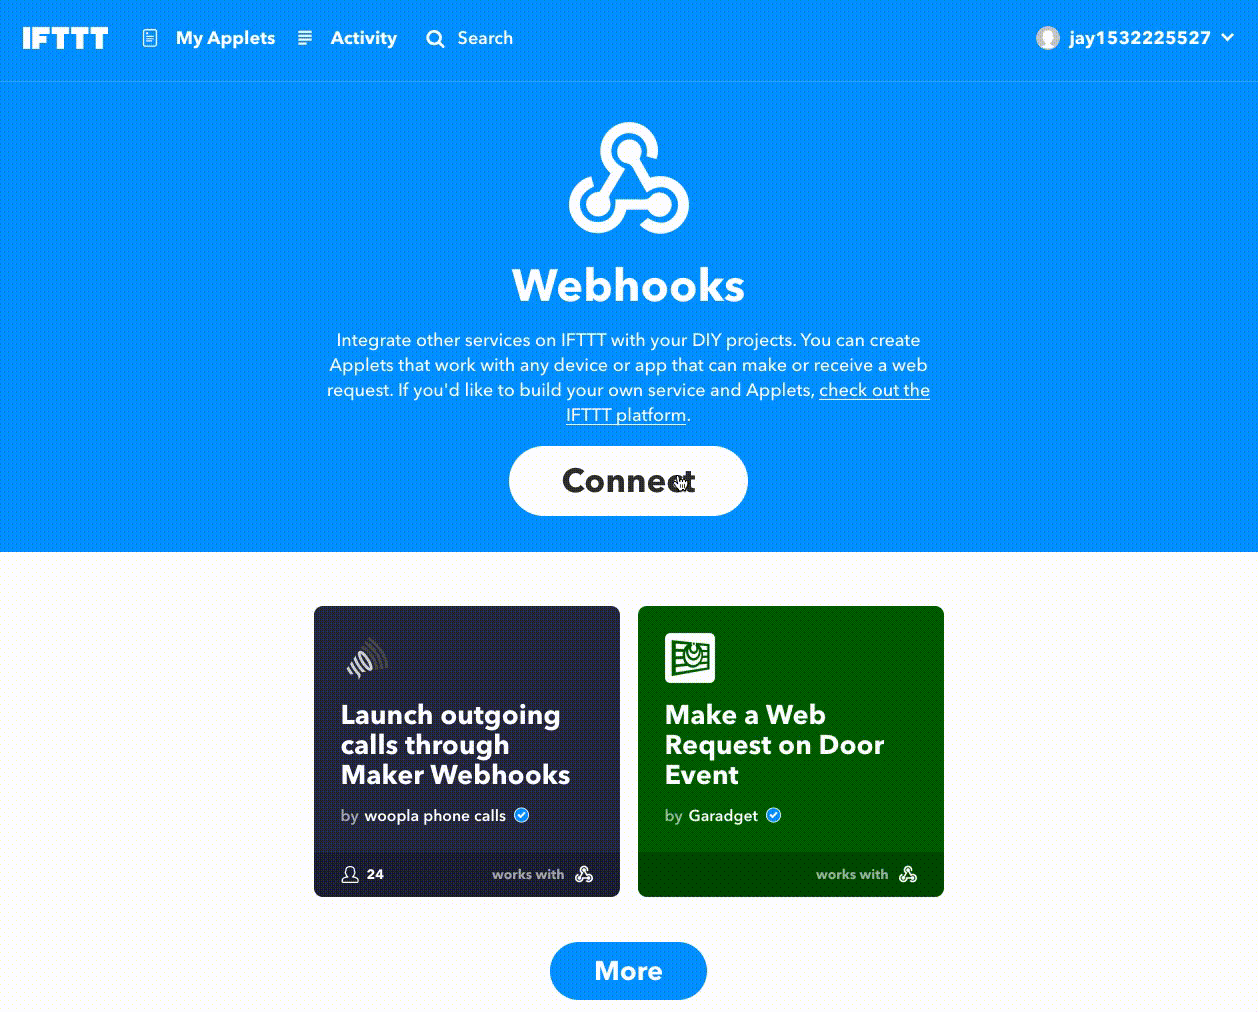 IFTTT My Applets Activity Search jay1532225527
Webhooks
Integrate other services on IFTTT with your DIY projects. You can create
Applets that work with any device or app that can make or receive a web
request. If you'd like to build your own service and Applets, check out the
IFTTT platform.
Connect
Launch outgoing
calls through
Maker Webhooks
by woopla phone calls
24 works with
Make a Web
Request on Door
Event
by Garadget
works with
More